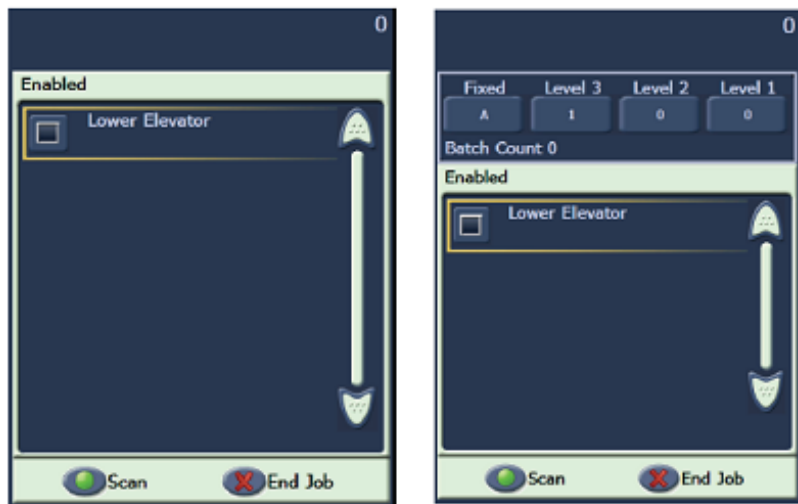 0
Enabled
Lower Elevator
Scan End Job
0
Fixed Level 3 Level 2 Level 1
A 1 0 0
Batch Count 0
Enabled
Lower Elevator
Scan End Job